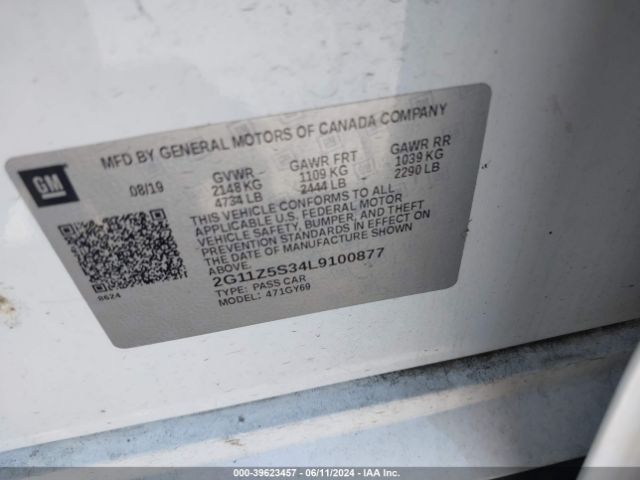 MFD BY GENERAL MOTORS OF CANADA COMPANY
GM
08/19
GVWR
2148 KG
4734 LB
GAWR FRT
1109 KG
2444 LB
GAWR RR
1039 KG
2290 LB
THIS VEHICLE CONFORMS TO ALL
APPLICABLE U.S. FEDERAL MOTOR
VEHICLE SAFETY, BUMPER, AND THEFT
PREVENTION STANDARDS IN EFFECT ON
THE DATE OF MANUFACTURE SHOWN
ABOVE.
2G11Z5S34L9100877
TYPE: PASS CAR
MODEL: 471GY69
8624
000-39623457 - 06/11/2024 - IAA Inc.